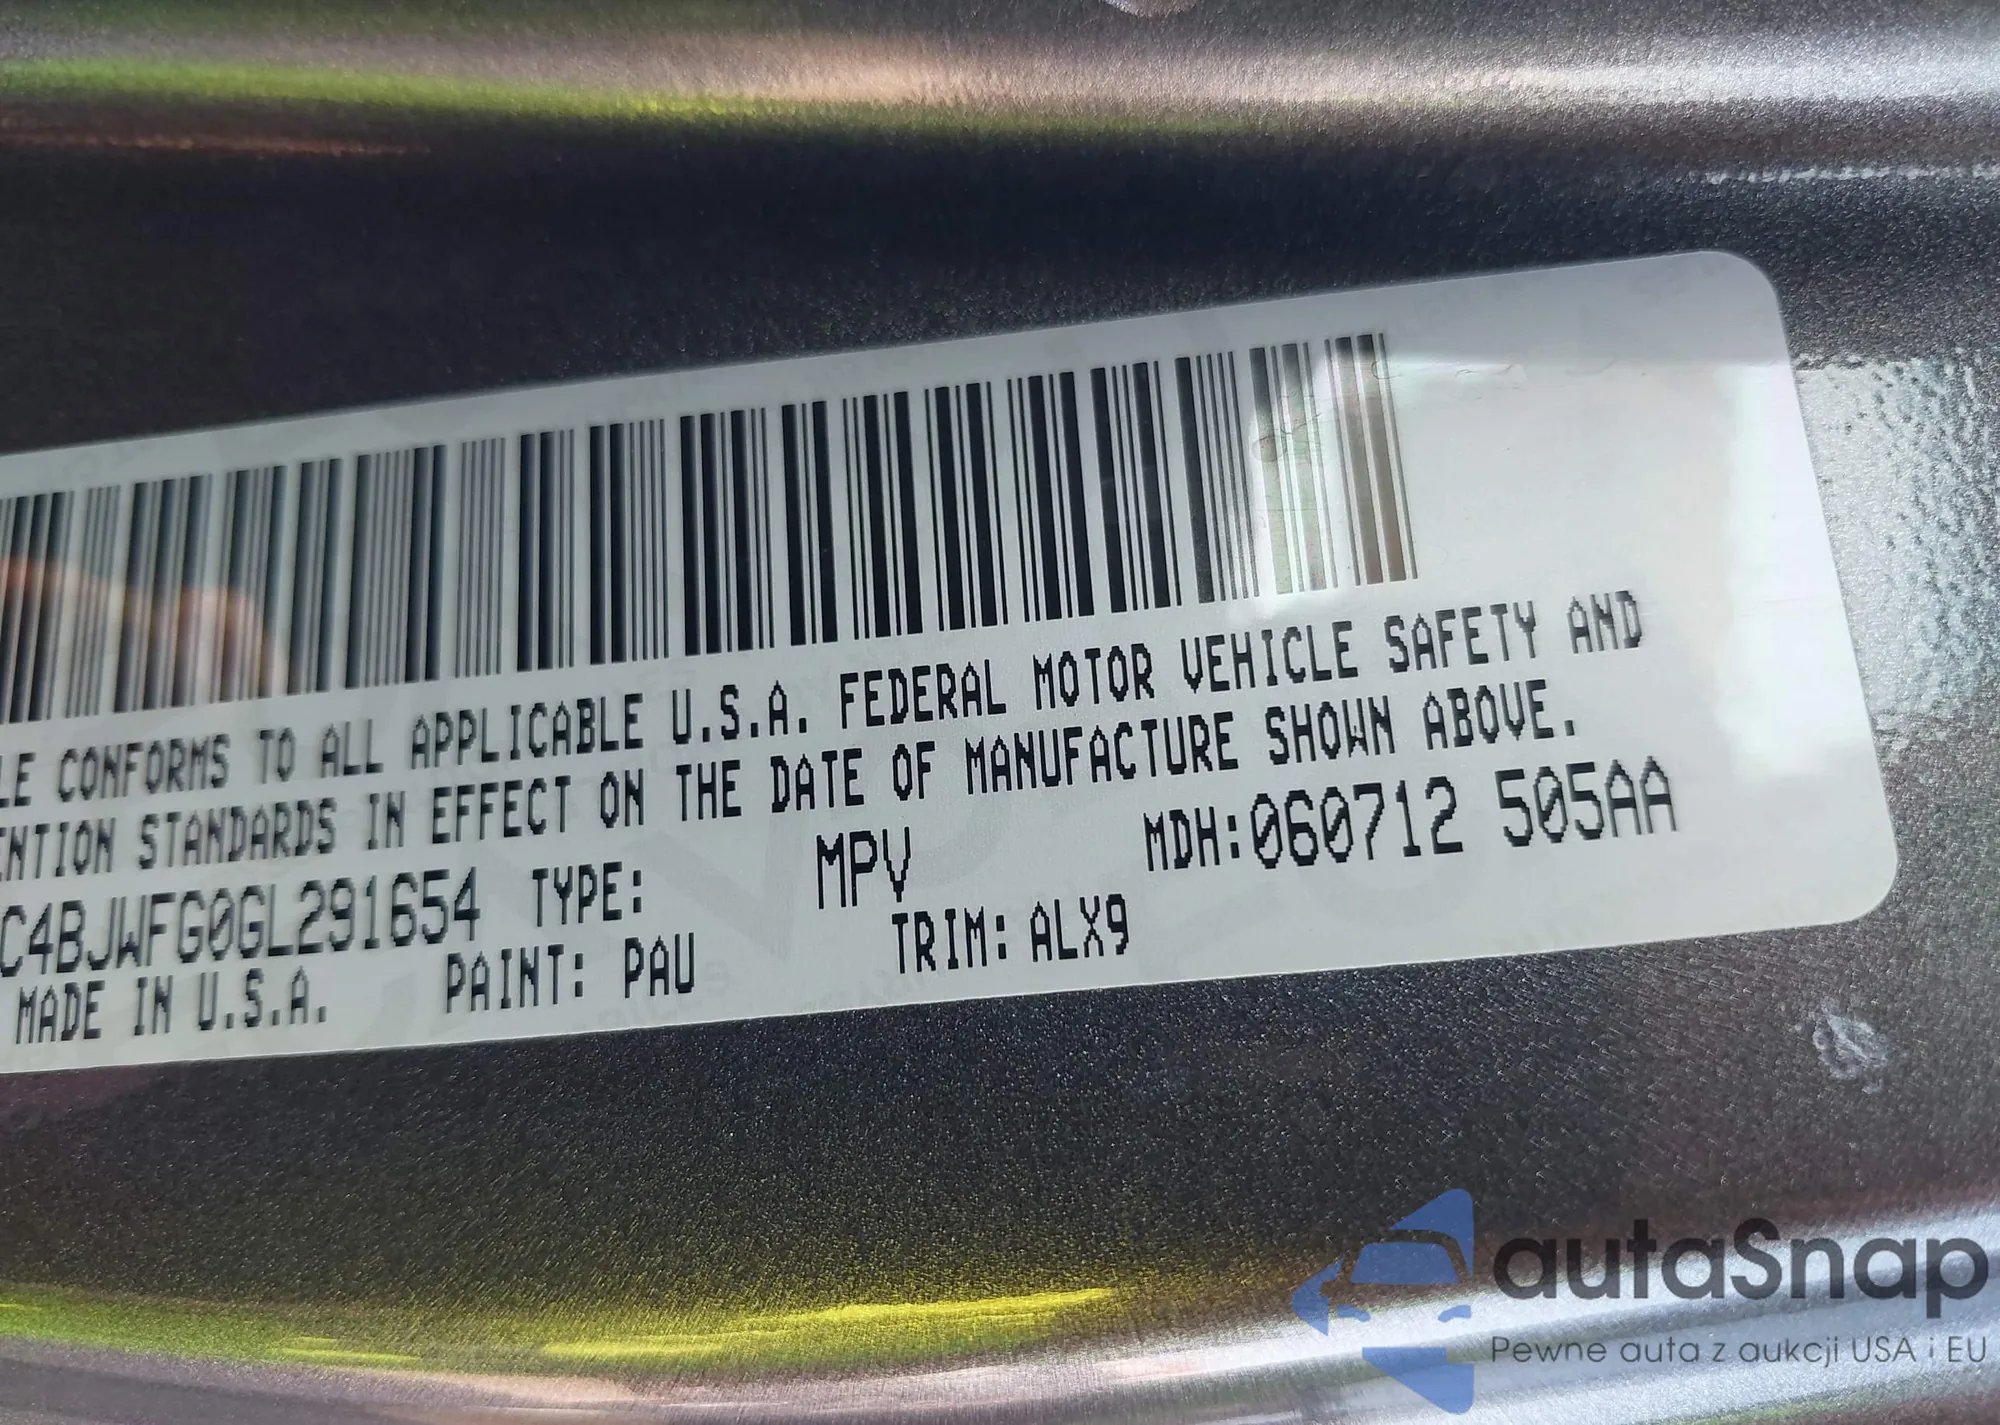 LE CONFORMS TO ALL APPLICABLE U.S.A. FEDERAL MOTOR VEHICLE SAFETY AND
ENTION STANDARDS IN EFFECT ON THE DATE OF MANUFACTURE SHOWN ABOVE.
C4BJWFG0GL291654 TYPE: MPV MDH:060712 505AA
MADE IN U.S.A. PAINT: PAU TRIM: ALX9
autaSnap
Pewne auta z aukcji USA i EU